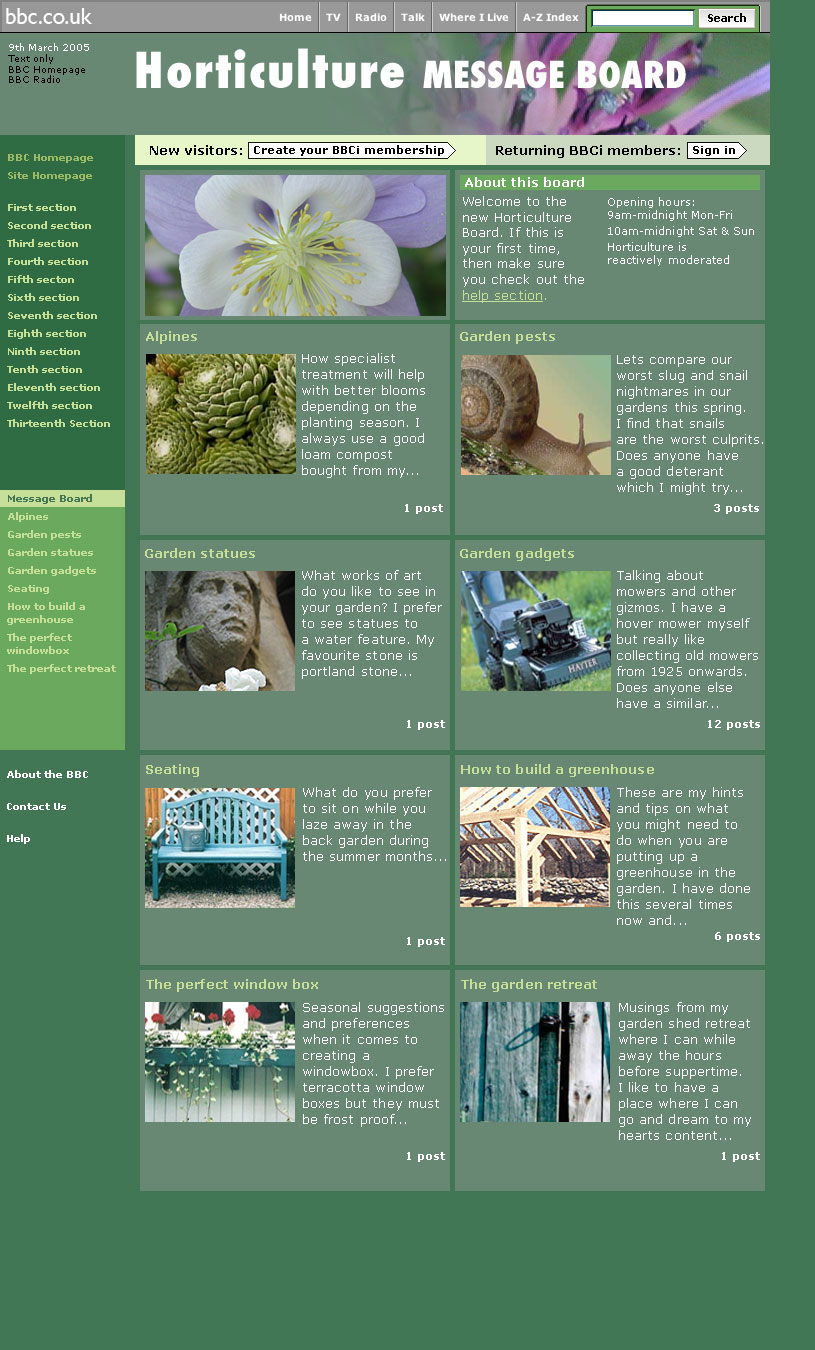 bbc.co.uk
Home
TV
Radio
Talk
Where I Live
A-Z Index
Search
9th March 2005
Text only
BBC Homepage
BBC Radio
Horticulture MESSAGE BOARD
New visitors: Create your BBCi membership
Returning BBCi members: Sign in
BBC Homepage
Site Homepage
First section
Second section
Third section
Fourth section
Fifth secton
Sixth section
Seventh section
Eighth section
Ninth section
Tenth section
Eleventh section
Twelfth section
Thirteenth Section
Message Board
Alpines
Garden pests
Garden statues
Garden gadgets
Seating
How to build a
greenhouse
The perfect
windowbox
The perfect retreat
About the BBC
Contact Us
Help
About this board
Welcome to the
new Horticulture
Board. If this is
your first time,
then make sure
you check out the
help section.
Opening hours:
9am-midnight Mon-Fri
10am-midnight Sat & Sun
Horticulture is
reactively moderated
Alpines
How specialist
treatment will help
with better blooms
depending on the
planting season. I
always use a good
loam compost
bought from my...
1 post
Garden pests
Lets compare our
worst slug and snail
nightmares in our
gardens this spring.
I find that snails
are the worst culprits.
Does anyone have
a good deterant
which I might try...
3 posts
Garden statues
What works of art
do you like to see in
your garden? I prefer
to see statues to
a water feature. My
favourite stone is
portland stone...
1 post
Garden gadgets
HAYTER
Talking about
mowers and other
gizmos. I have a
hover mower myself
but really like
collecting old mowers
from 1925 onwards.
Does anyone else
have a similar...
12 posts
Seating
What do you prefer
to sit on while you
laze away in the
back garden during
the summer months...
1 post
How to build a greenhouse
These are my hints
and tips on what
you might need to
do when you are
putting up a
greenhouse in the
garden. I have done
this several times
now and...
6 posts
The perfect window box
Seasonal suggestions
and preferences
when it comes to
creating a
windowbox. I prefer
terracotta window
boxes but they must
be frost proof...
1 post
The garden retreat
Musings from my
garden shed retreat
where I can while
away the hours
before suppertime.
I like to have a
place where I can
go and dream to my
hearts content...
1 post